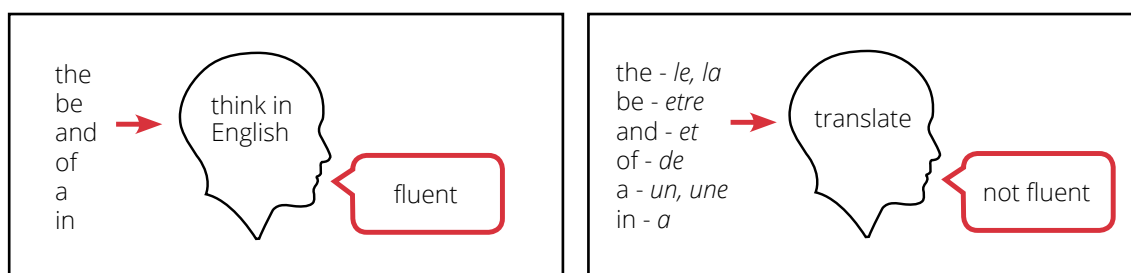 the
be
and
of
a
in
think in
English
fluent
the - le, la
be - etre
and - et
of - de
a - un, une
in - a
translate
not fluent